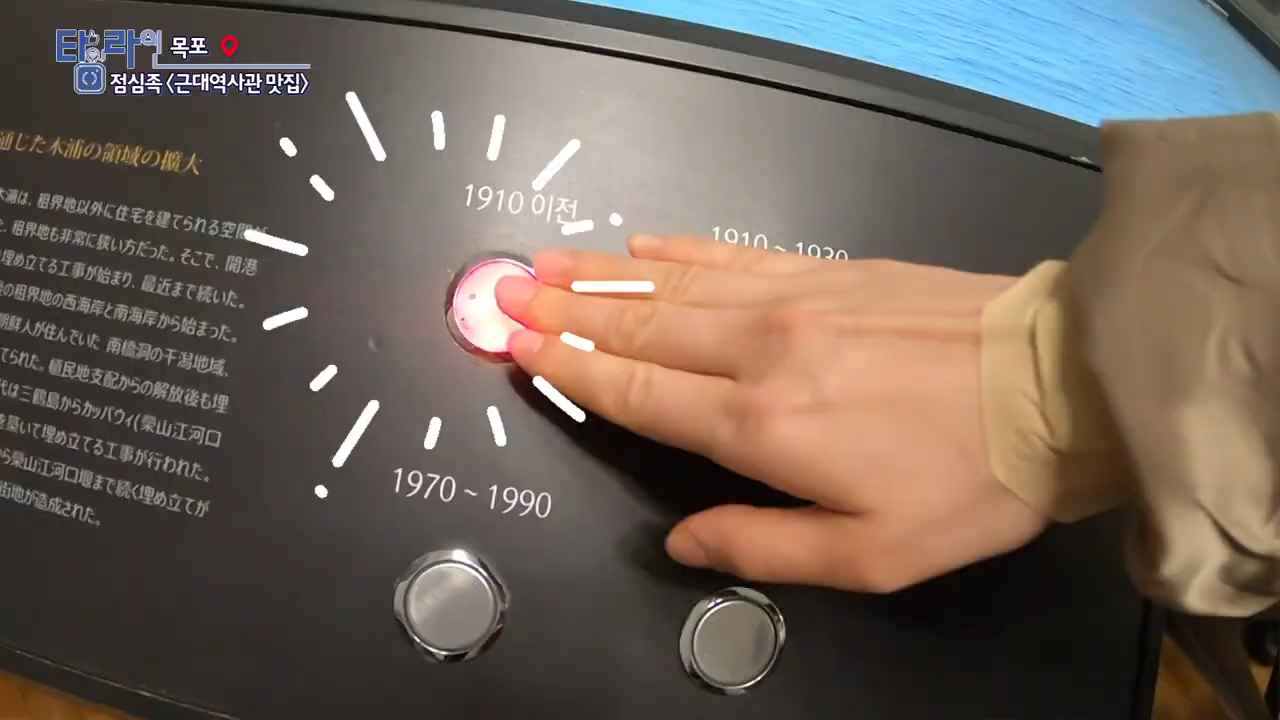 타라이 목포
점심족 〈근대역사관 맛집〉
通じた木浦の領域の擴大
木浦は、租界地以外に住宅を建てられる空間が
租界地も非常に狭い方だった。そこで、開港
埋め立てる工事が始まり、最近まで続いた。
の租界地の西海岸と南海岸から始まった。
朝鮮人が住んでいた 南橋洞の干潟地域、
てられた。植民地支配からの解放後も埋
代は三鶴島からカッパウィ(榮山江河口
を築いて埋め立てる工事が行われた。
ら榮山江河口堰まで続く埋め立てが
街地が造成された。
1910 이전
1910 ~ 1930
1970 ~ 1990